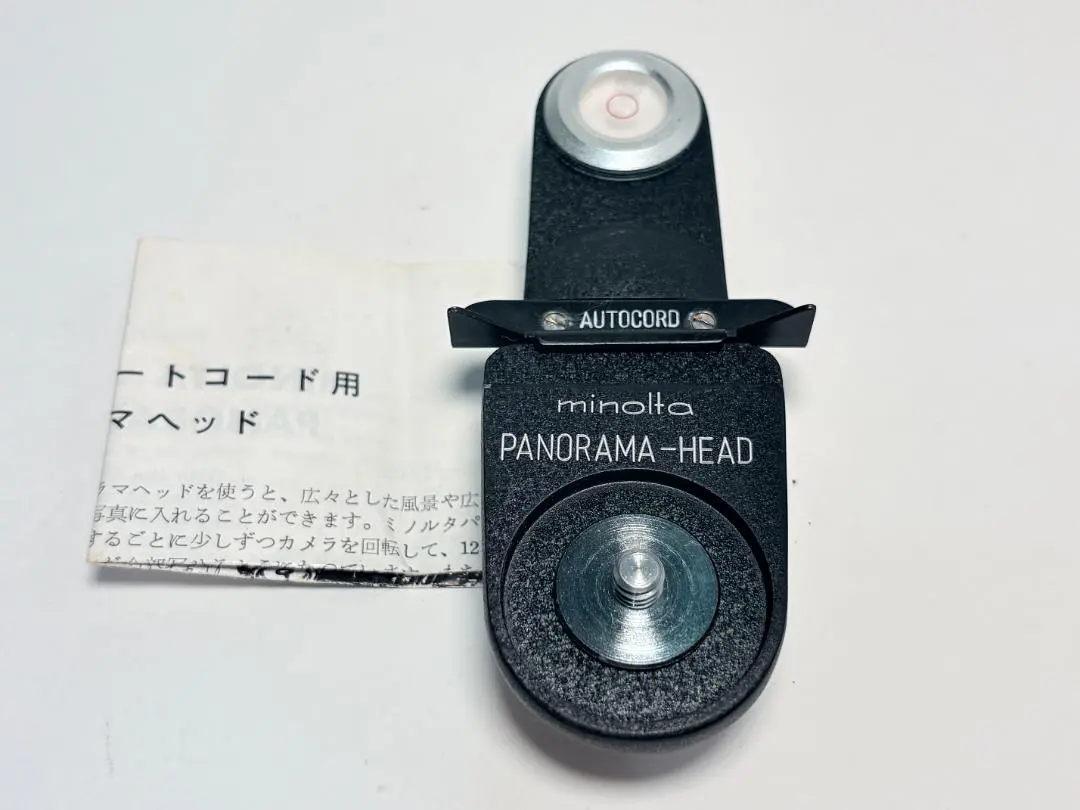 AUTOCORD
minolta
PANORAMA-HEAD
ートコード用
マヘッド
ラマヘッドを使うと、広々とした風景や広
写真に入れることができます。ミノルタパ
するごとに少しずつカメラを回転して、12